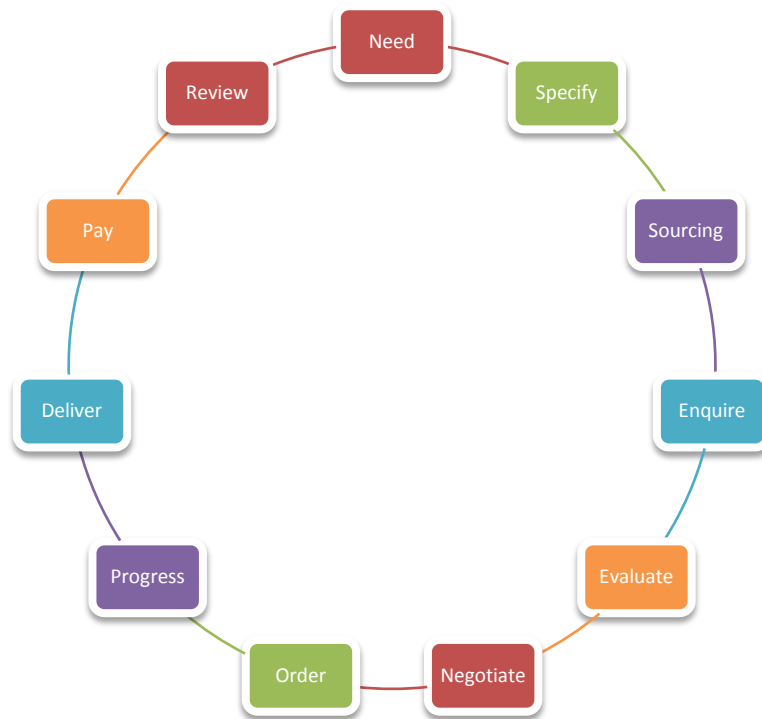 Need
Specify
Sourcing
Enquire
Evaluate
Negotiate
Order
Progress
Deliver
Pay
Review